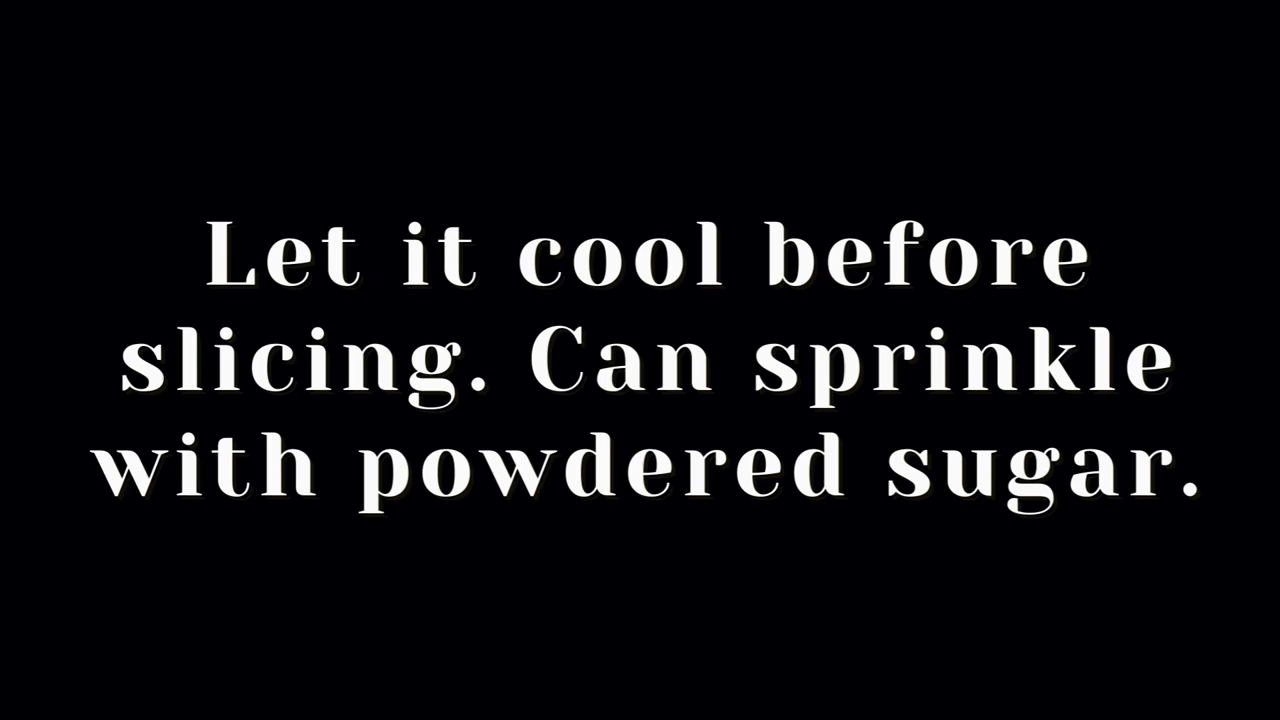 Let it cool before
slicing. Can sprinkle
with powdered sugar.